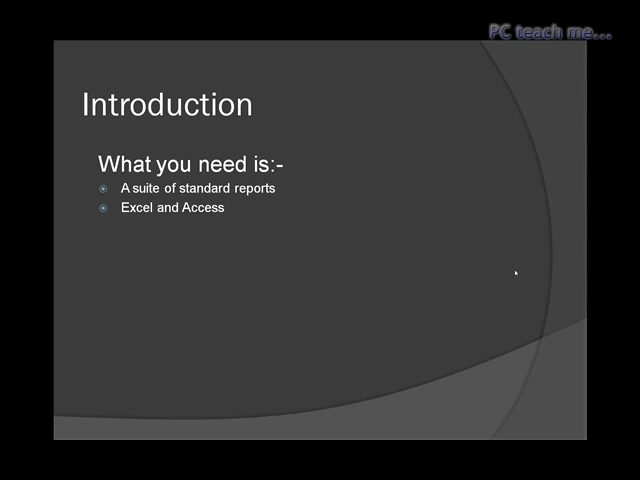 PC teach me...
Introduction
What you need is:-
A suite of standard reports
Excel and Access